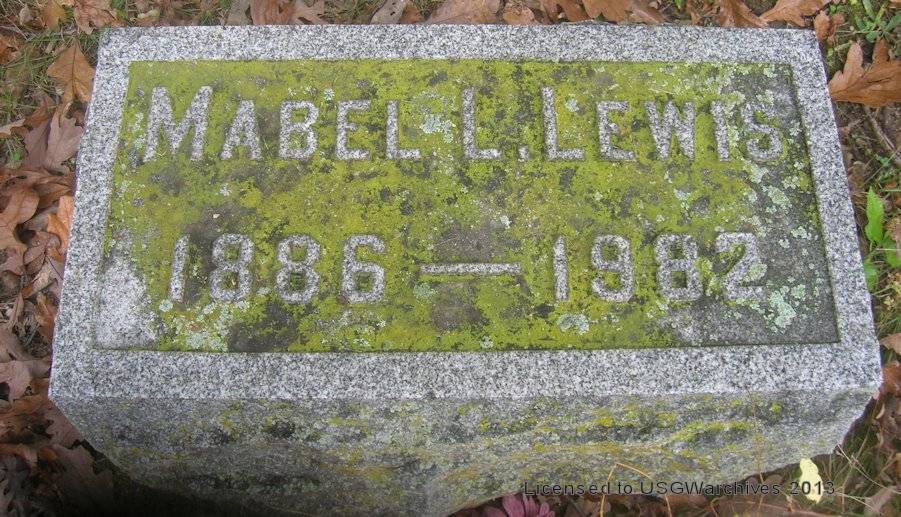 MABEL L. LEWIS
1886 — 1982
Licensed to USGWarchives 2013